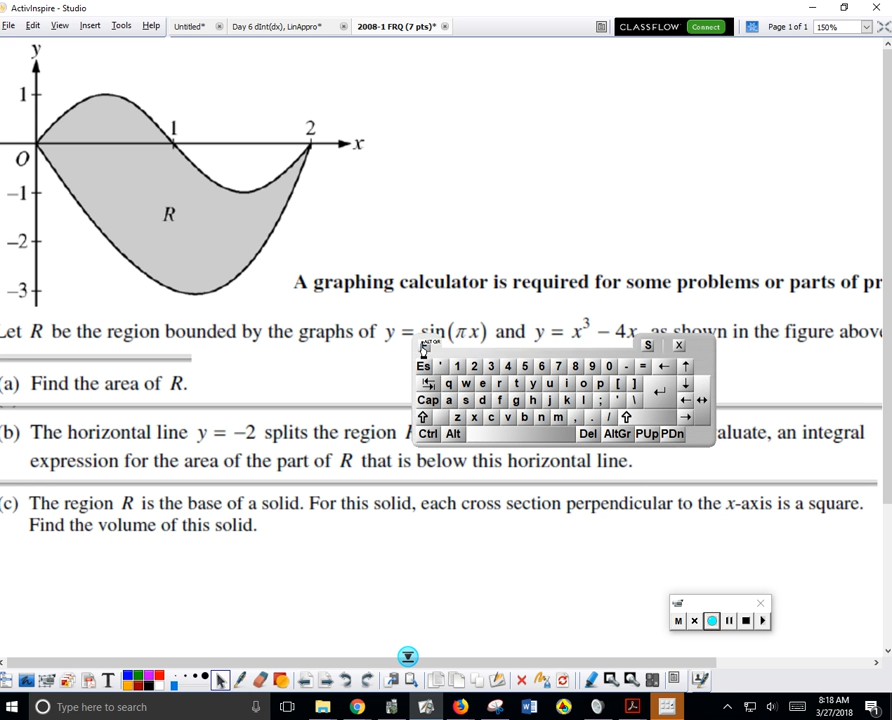 ActivInspire - Studio
File Edit View Insert Tools Help Untitled* Day 6 dInt(dx), LinAppro* 2008-1 FRQ (7 pts)* CLASSFLOW Connect Page 1 of 1 150%
y
1
1 2
x
O
-1
R
-2
-3
A graphing calculator is required for some problems or parts of pr
Let R be the region bounded by the graphs of y = sin(πx) and y = x³ − 4x, as shown in the figure above
(a) Find the area of R.
(b) The horizontal line y = −2 splits the region aluate, an integral
expression for the area of the part of R that is below this horizontal line.
(c) The region R is the base of a solid. For this solid, each cross section perpendicular to the x-axis is a square.
Find the volume of this solid.
S X
Es ' 1 2 3 4 5 6 7 8 9 0 - =
q w e r t y u i o p [ ]
Cap a s d f g h j k l ; ' \
z x c v b n m , . /
Ctrl Alt Del AltGr PUp PDn
M
T
Type here to search
8:18 AM
3/27/2018